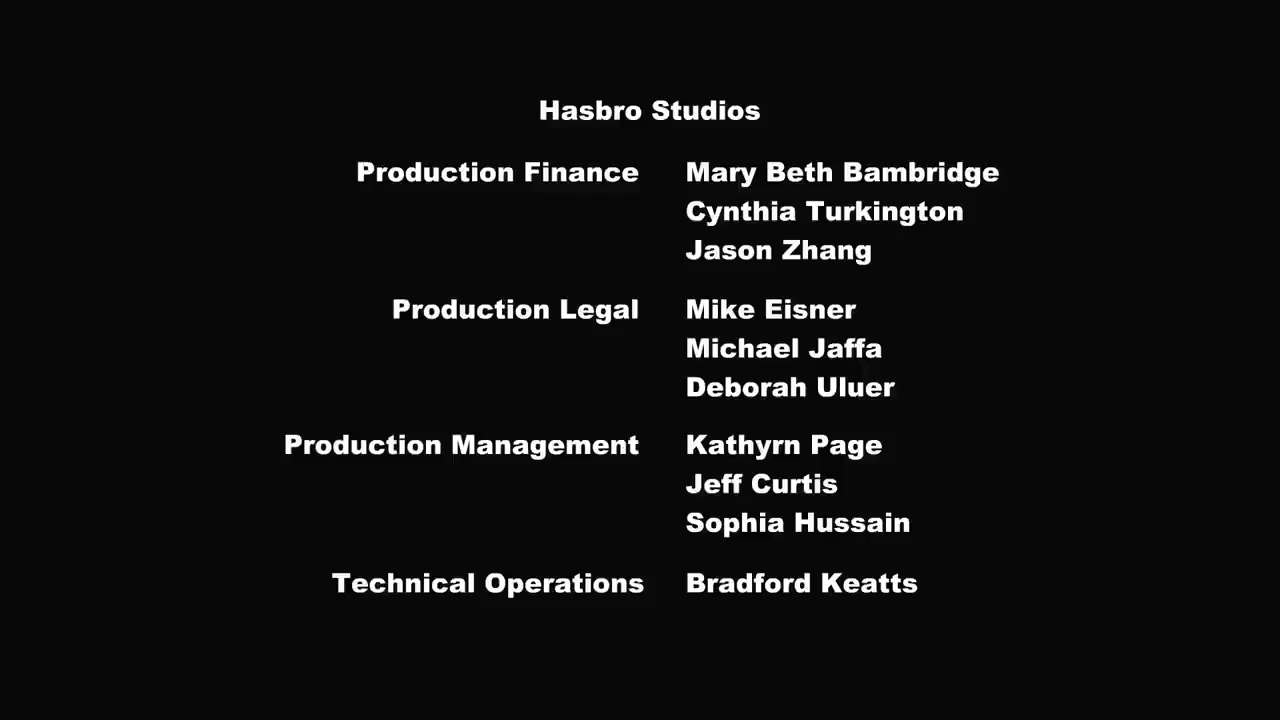 Hasbro Studios
Production Finance Mary Beth Bambridge
Cynthia Turkington
Jason Zhang
Production Legal Mike Eisner
Michael Jaffa
Deborah Uluer
Production Management Kathyrn Page
Jeff Curtis
Sophia Hussain
Technical Operations Bradford Keatts